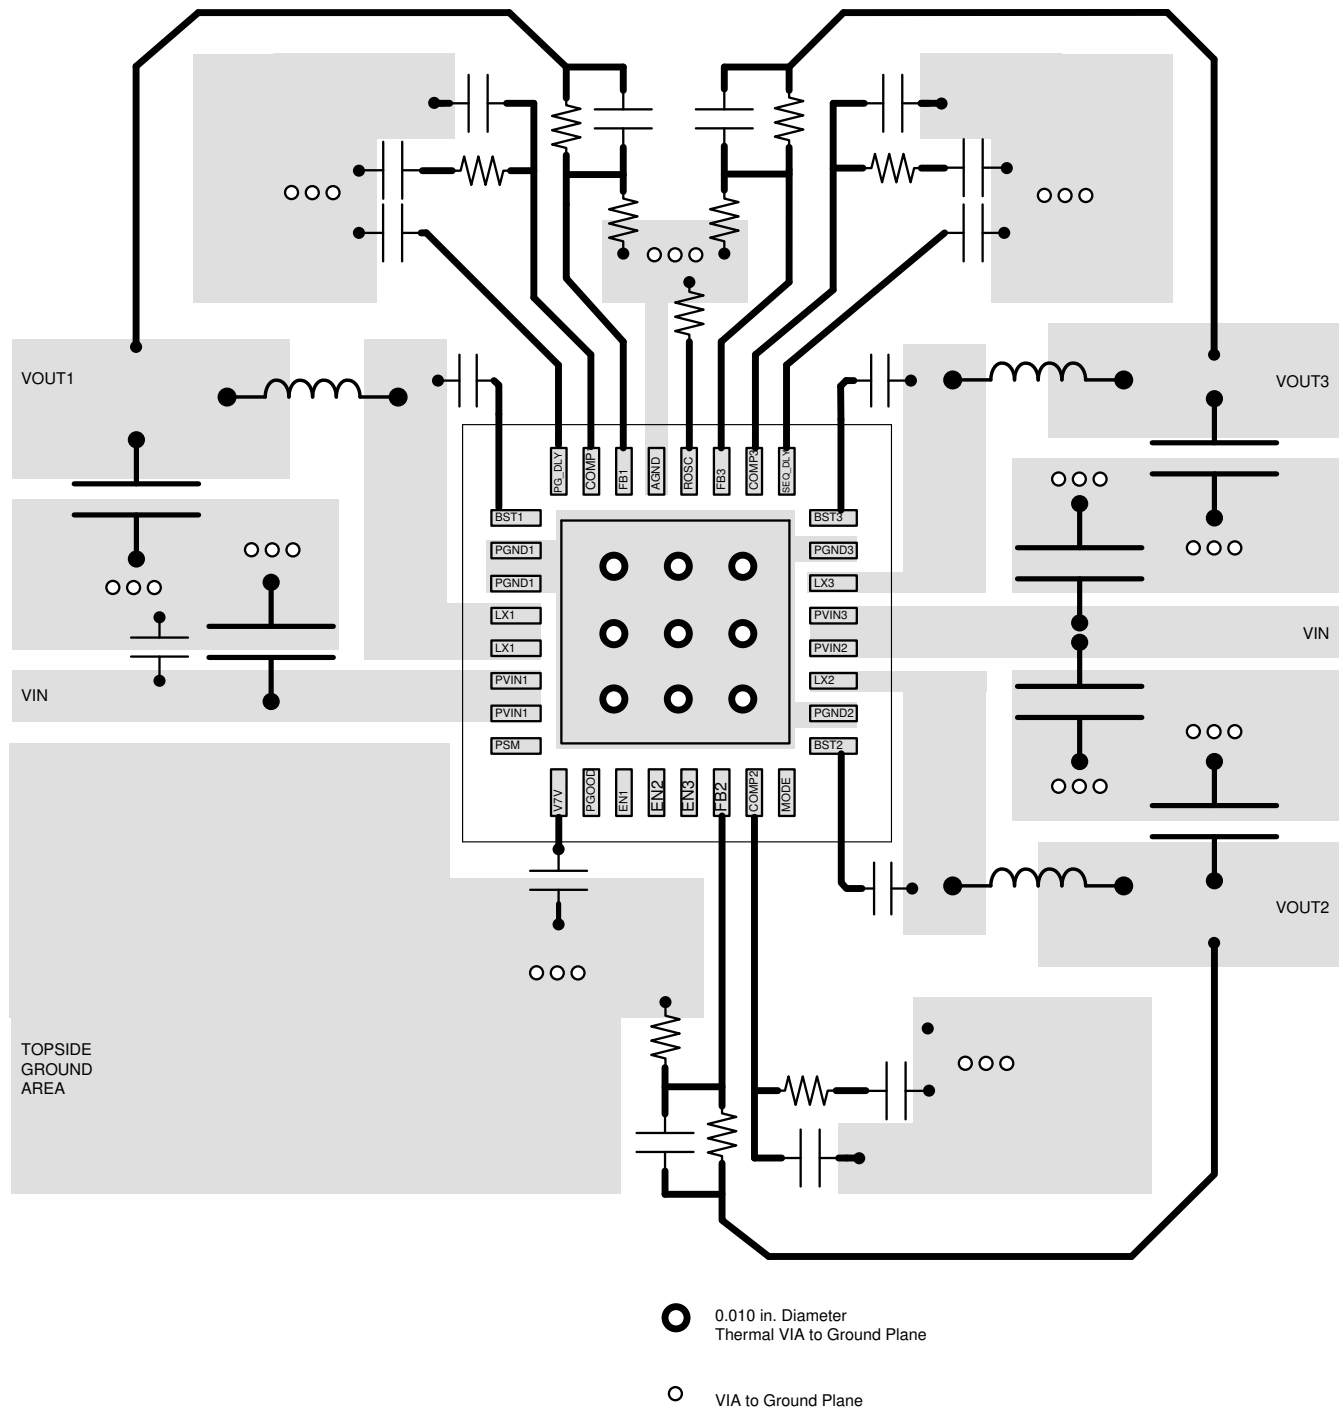 VOUT1
VOUT3
PG_DLY
COMP
FB1
AGND
ROSC
FB3
COMP3
SEQ_DLY
BST1
BST3
PGND1
PGND3
PGND1
LX3
LX1
PVIN3
VIN
LX1
PVIN2
PVIN1
LX2
VIN
PVIN1
PGND2
PSM
BST2
V7V
PGOOD
EN1
EN2
EN3
FB2
COMP2
MODE
VOUT2
TOPSIDE
GROUND
AREA
0.010 in. Diameter
Thermal VIA to Ground Plane
VIA to Ground Plane